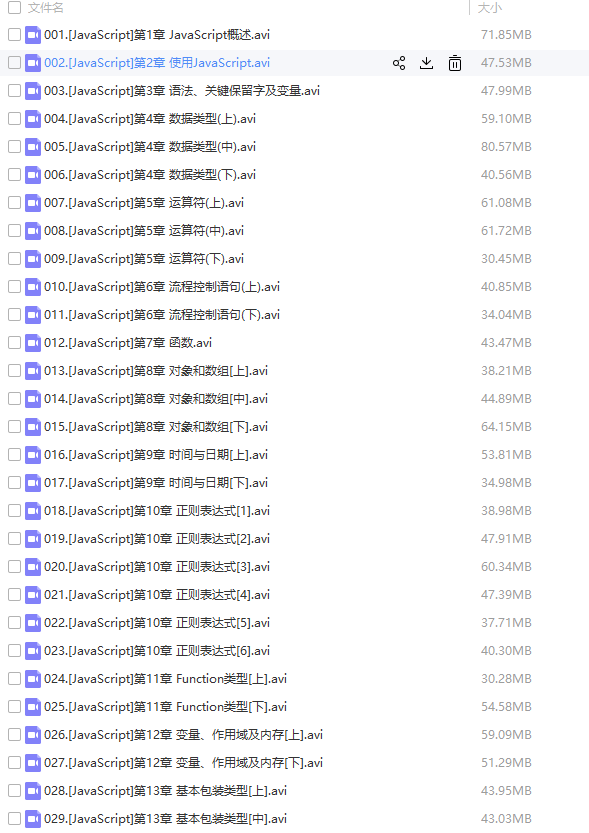 文件名 大小
001.[JavaScript]第1章 JavaScript概述.avi 71.85MB
002.[JavaScript]第2章 使用JavaScript.avi 47.53MB
003.[JavaScript]第3章 语法、关键保留字及变量.avi 47.99MB
004.[JavaScript]第4章 数据类型(上).avi 59.10MB
005.[JavaScript]第4章 数据类型(中).avi 80.57MB
006.[JavaScript]第4章 数据类型(下).avi 40.56MB
007.[JavaScript]第5章 运算符(上).avi 61.08MB
008.[JavaScript]第5章 运算符(中).avi 61.72MB
009.[JavaScript]第5章 运算符(下).avi 30.45MB
010.[JavaScript]第6章 流程控制语句(上).avi 40.85MB
011.[JavaScript]第6章 流程控制语句(下).avi 34.04MB
012.[JavaScript]第7章 函数.avi 43.47MB
013.[JavaScript]第8章 对象和数组[上].avi 38.21MB
014.[JavaScript]第8章 对象和数组[中].avi 44.89MB
015.[JavaScript]第8章 对象和数组[下].avi 64.15MB
016.[JavaScript]第9章 时间与日期[上].avi 53.81MB
017.[JavaScript]第9章 时间与日期[下].avi 34.98MB
018.[JavaScript]第10章 正则表达式[1].avi 38.98MB
019.[JavaScript]第10章 正则表达式[2].avi 47.91MB
020.[JavaScript]第10章 正则表达式[3].avi 60.34MB
021.[JavaScript]第10章 正则表达式[4].avi 47.39MB
022.[JavaScript]第10章 正则表达式[5].avi 37.71MB
023.[JavaScript]第10章 正则表达式[6].avi 40.30MB
024.[JavaScript]第11章 Function类型[上].avi 30.28MB
025.[JavaScript]第11章 Function类型[下].avi 54.58MB
026.[JavaScript]第12章 变量、作用域及内存[上].avi 59.09MB
027.[JavaScript]第12章 变量、作用域及内存[下].avi 51.29MB
028.[JavaScript]第13章 基本包装类型[上].avi 43.95MB
029.[JavaScript]第13章 基本包装类型[中].avi 43.03MB